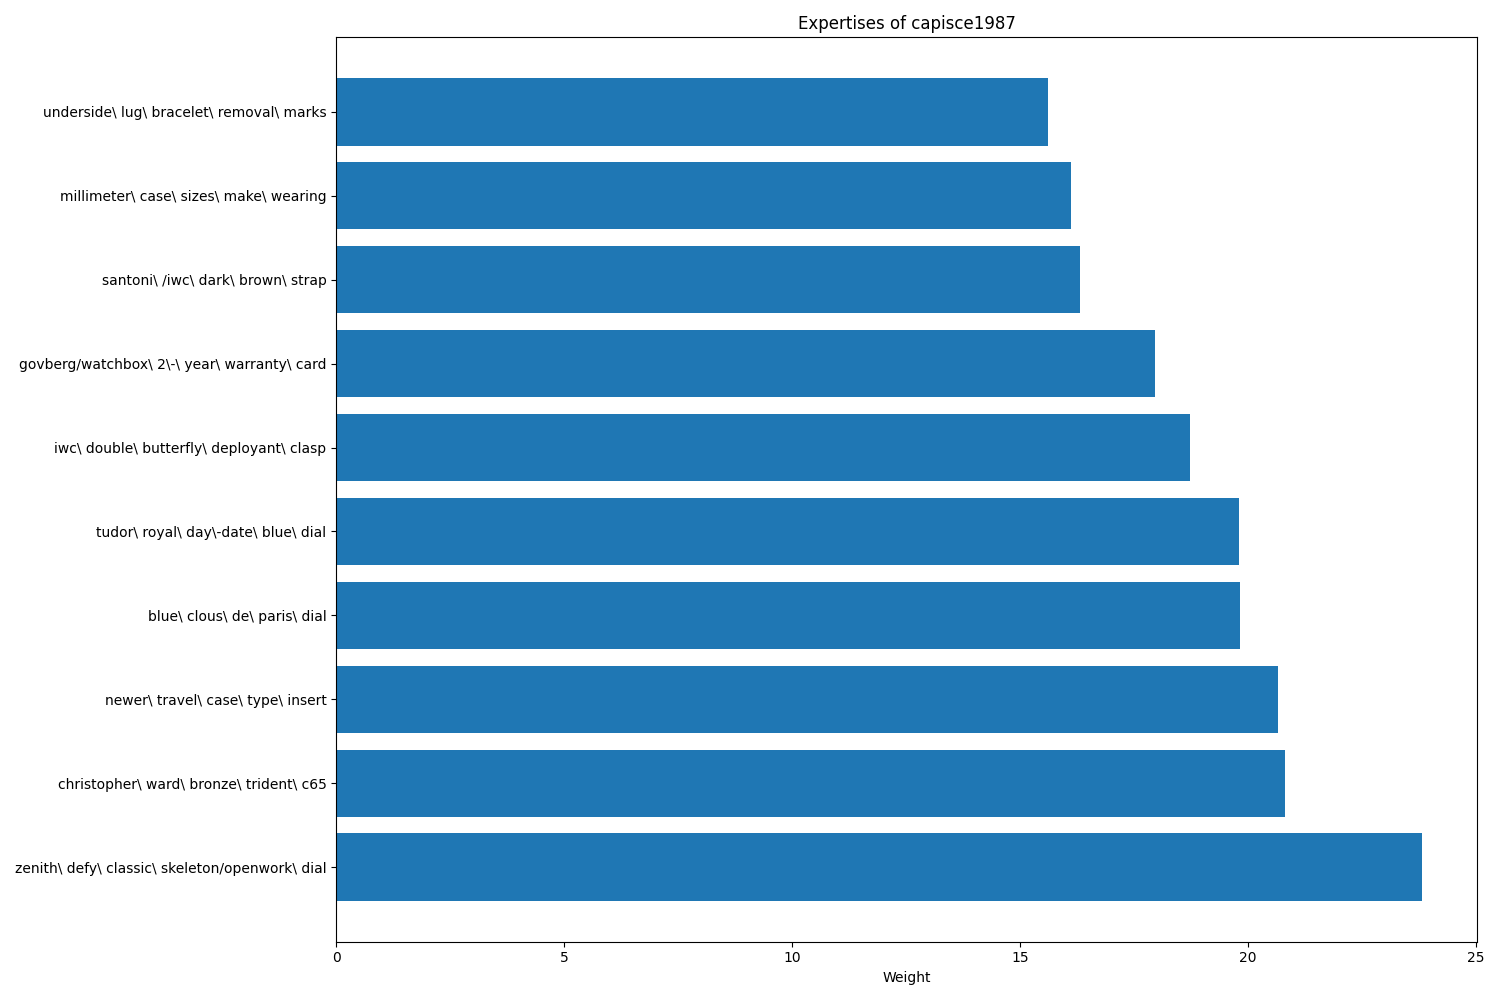 Expertises of capisce1987
underside\ lug\ bracelet\ removal\ marks
millimeter\ case\ sizes\ make\ wearing
santoni\ /iwc\ dark\ brown\ strap
govberg/watchbox\ 2\-\ year\ warranty\ card
iwc\ double\ butterfly\ deployant\ clasp
tudor\ royal\ day\-date\ blue\ dial
blue\ clous\ de\ paris\ dial
newer\ travel\ case\ type\ insert
christopher\ ward\ bronze\ trident\ c65
zenith\ defy\ classic\ skeleton/openwork\ dial
0 5 10 15 20 25
Weight